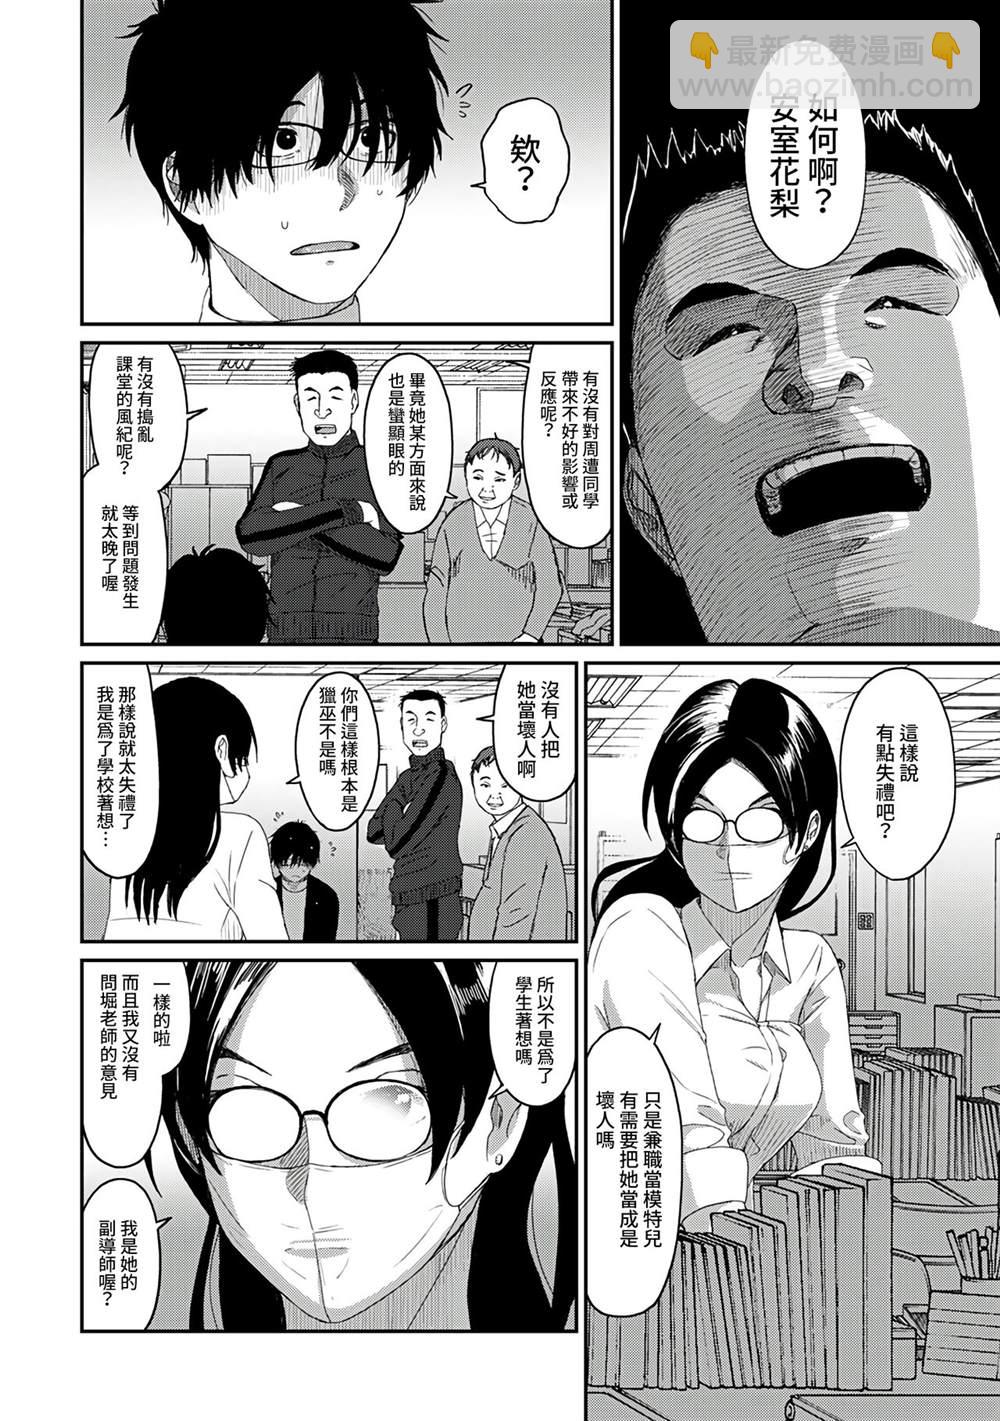 最新免费漫画
www.baozimh.com
如何啊？
安室花梨
欸？
有沒有對周遭同學
帶來不好的影響或
反應呢？
畢竟她某方面來說
也是蠻顯眼的
有沒有搗亂
課堂的風紀呢？
等到問題發生
就太晚了喔
這樣說
有點失禮吧？
只是兼職當模特兒
有需要把她當成是
壞人嗎
沒有人把
她當壞人啊
你們這樣根本是
獵巫不是嗎
那樣說就太失禮了
我是爲了學校著想…
所以不是爲了
學生著想嗎
一樣的啦
而且我又沒有
問堀老師的意見
我是她的
副導師喔？